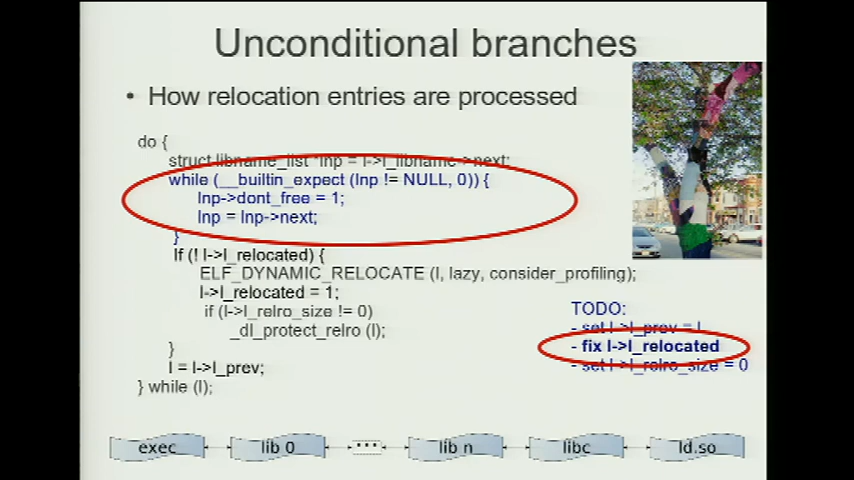 Unconditional branches
• How relocation entries are processed
do {
struct libname_list *lnp = l->l_libname->next;
while (__builtin_expect (lnp != NULL, 0)) {
lnp->dont_free = 1;
lnp = lnp->next;
}
If (! l->l_relocated) {
ELF_DYNAMIC_RELOCATE (l, lazy, consider_profiling);
l->l_relocated = 1;
if (l->l_relro_size != 0)
_dl_protect_relro (l);
}
l = l->l_prev;
} while (l);
TODO:
- set l->l_prev = l
- fix l->l_relocated
- set l->l_relro_size = 0
exec
lib 0
...
lib n
libc
ld.so